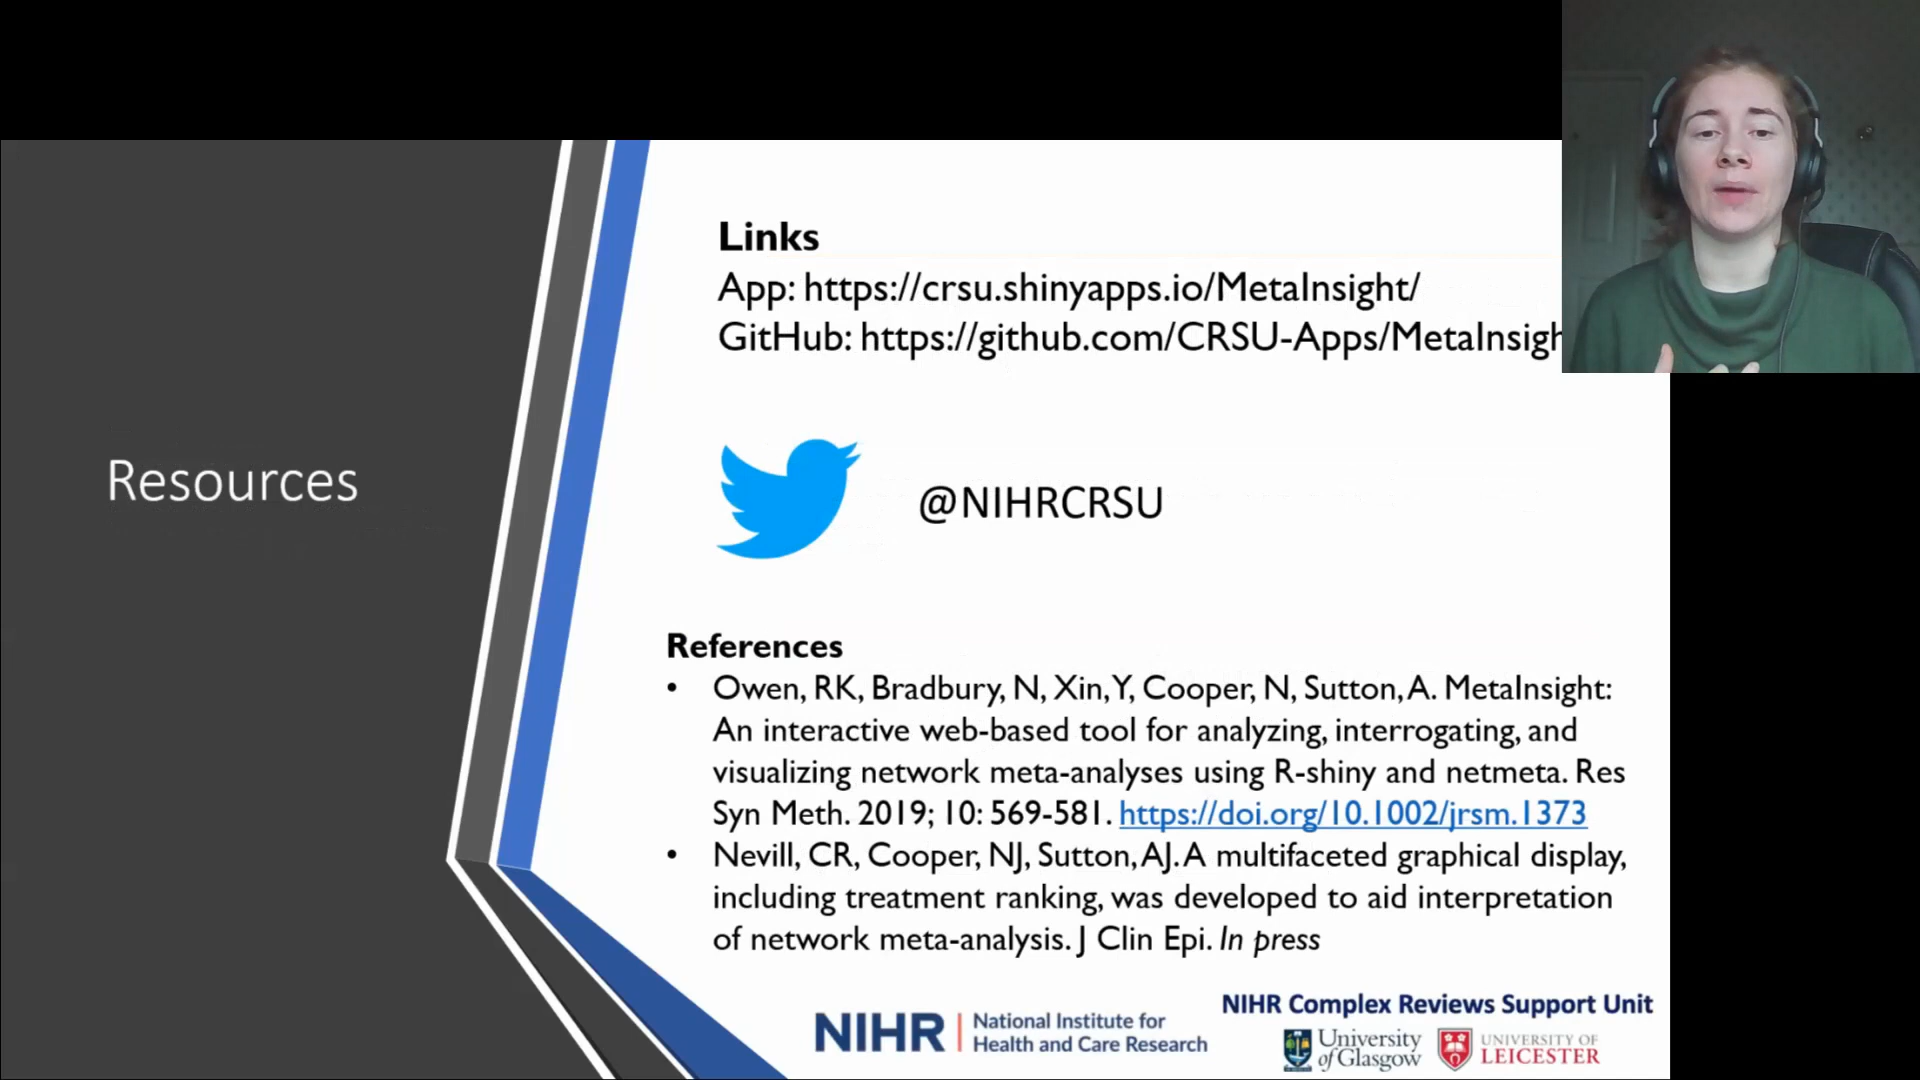 Resources
Links
App: https://crsu.shinyapps.io/MetaInsight/
GitHub: https://github.com/CRSU-Apps/MetaInsigh
@NIHRCRSU
References
• Owen, RK, Bradbury, N, Xin, Y, Cooper, N, Sutton, A. MetaInsight:
An interactive web-based tool for analyzing, interrogating, and
visualizing network meta-analyses using R-shiny and netmeta. Res
Syn Meth. 2019; 10: 569-581. https://doi.org/10.1002/jrsm.1373
• Nevill, CR, Cooper, NJ, Sutton, AJ. A multifaceted graphical display,
including treatment ranking, was developed to aid interpretation
of network meta-analysis. J Clin Epi. In press
NIHR Complex Reviews Support Unit
NIHR | National Institute for
Health and Care Research
University
of Glasgow
UNIVERSITY OF
LEICESTER